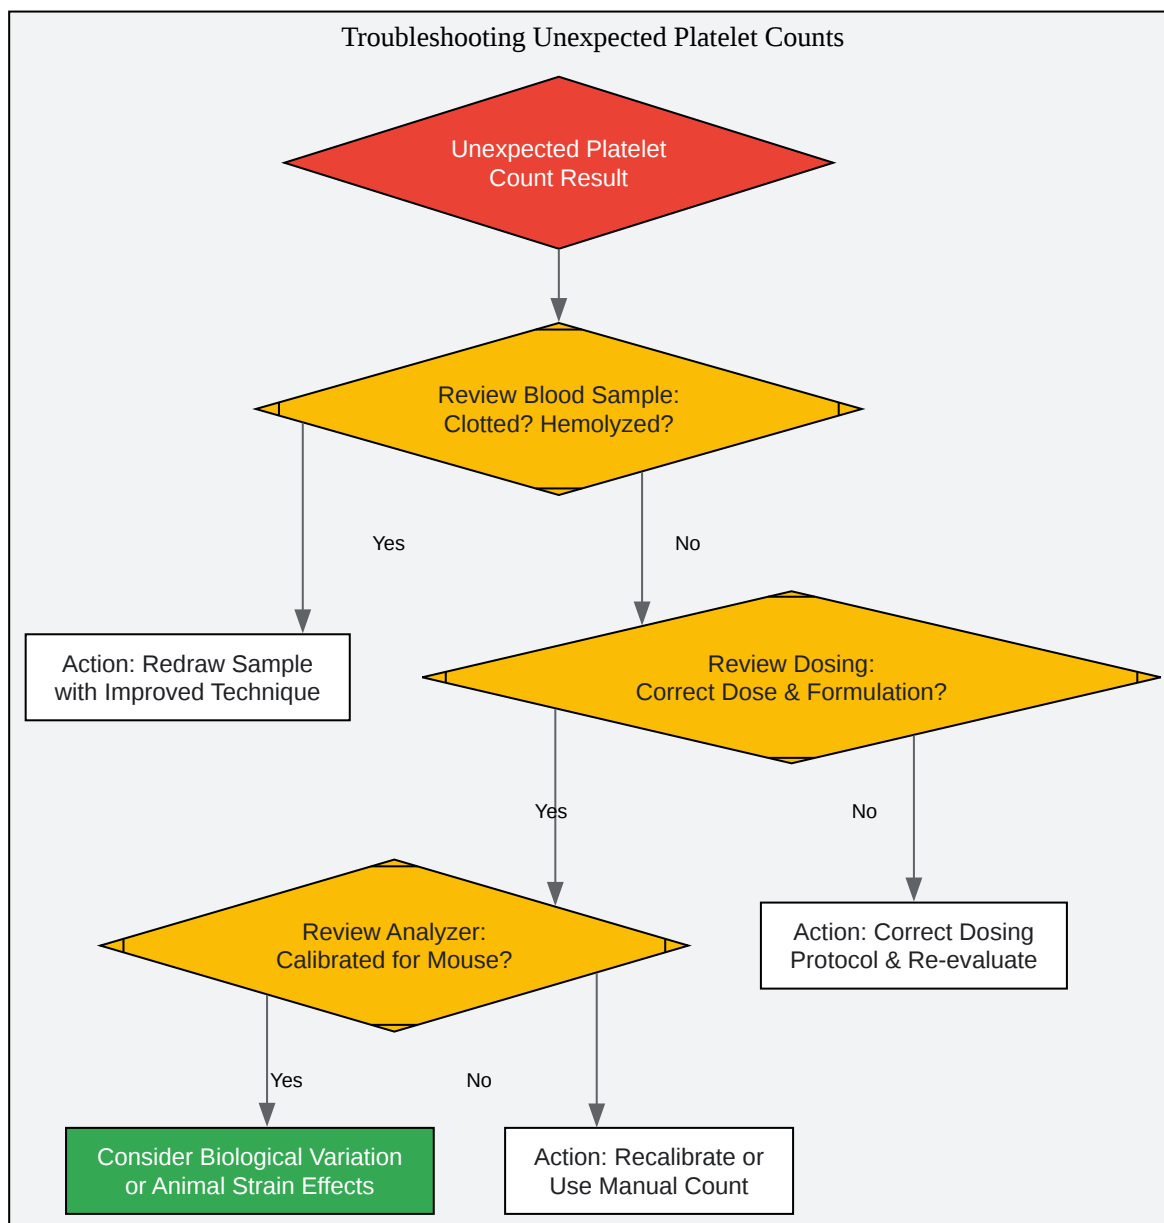 Troubleshooting Unexpected Platelet Counts
Unexpected Platelet
Count Result
Review Blood Sample:
Clotted? Hemolyzed?
Yes
No
Action: Redraw Sample
with Improved Technique
Review Dosing:
Correct Dose & Formulation?
Yes
No
Review Analyzer:
Calibrated for Mouse?
Action: Correct Dosing
Protocol & Re-evaluate
Yes
No
Consider Biological Variation
or Animal Strain Effects
Action: Recalibrate or
Use Manual Count